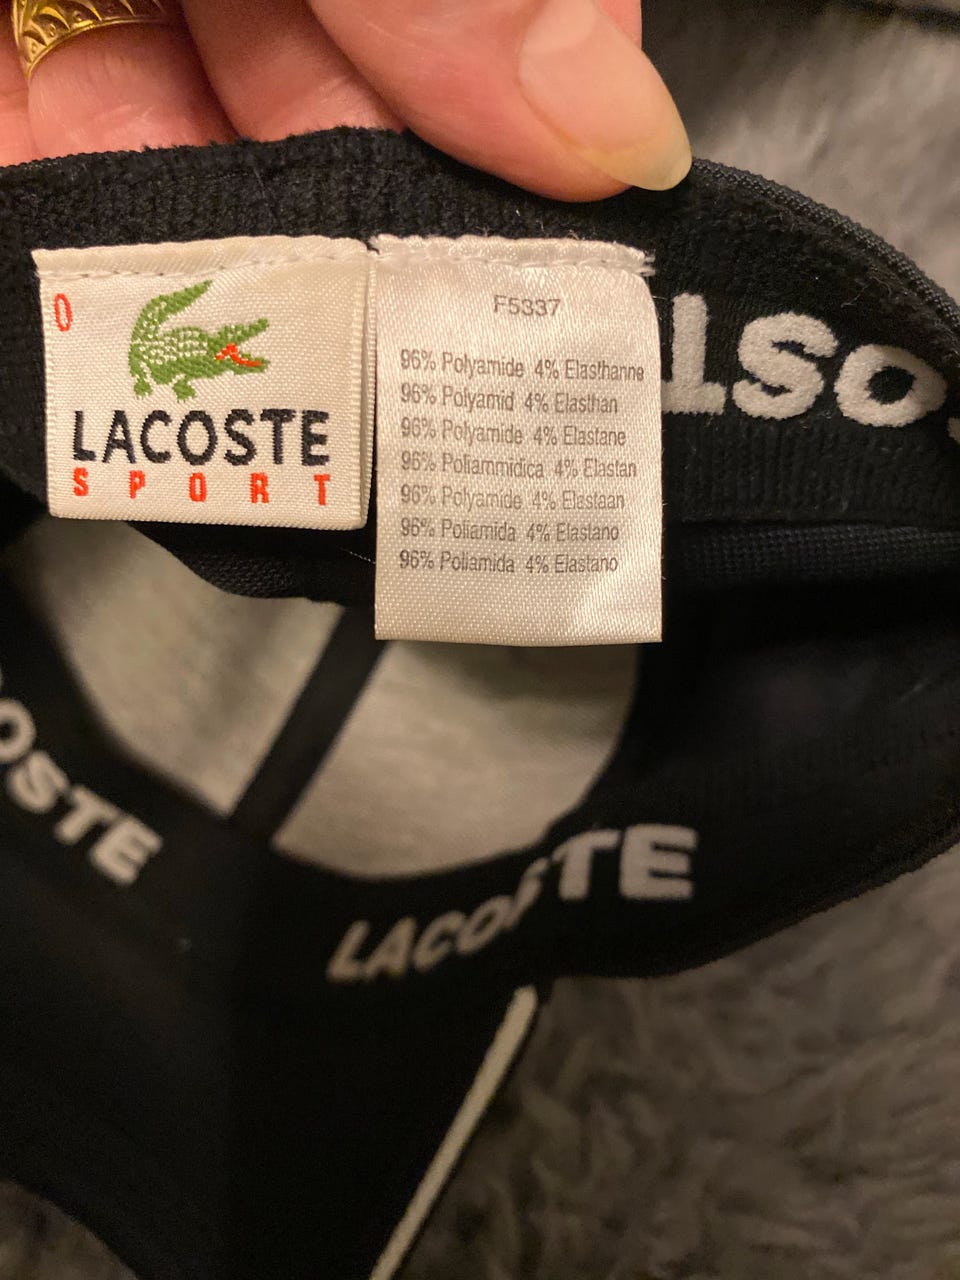 0
LACOSTE
SPORT
F5337
96% Polyamide 4% Elasthanne
96% Polyamid 4% Elasthan
96% Polyamide 4% Elastane
96% Poliammidica 4% Elastan
96% Polyamide 4% Elastaan
96% Poliamida 4% Elastano
96% Poliamida 4% Elastano
OSTE
LACOSTE